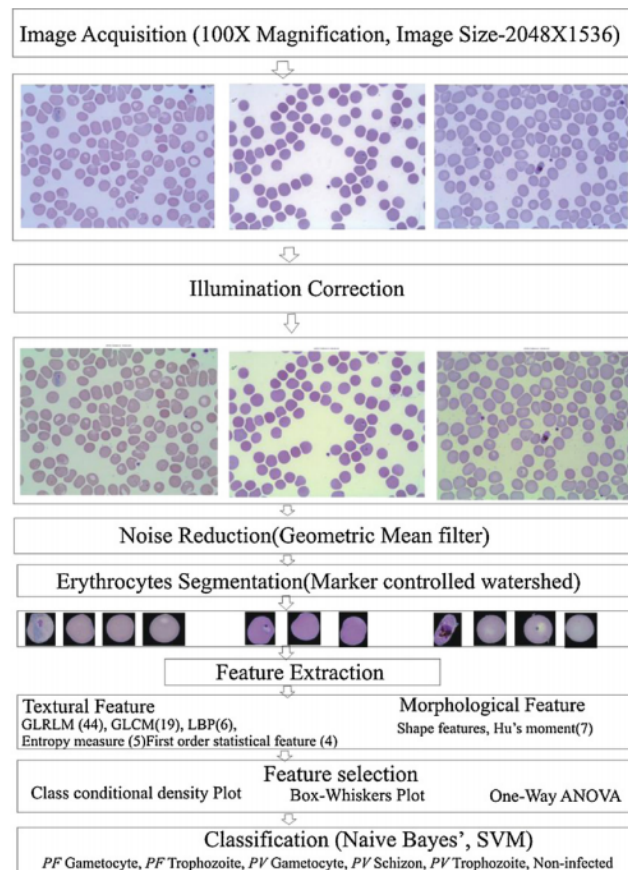 Image Acquisition (100X Magnification, Image Size-2048X1536)
Illumination Correction
Noise Reduction(Geometric Mean filter)
Erythrocytes Segmentation(Marker controlled watershed)
Feature Extraction
Textural Feature
GLRLM (44), GLCM(19), LBP(6),
Entropy measure (5)First order statistical feature (4)
Morphological Feature
Shape features, Hu's moment(7)
Feature selection
Class conditional density Plot
Box-Whiskers Plot
One-Way ANOVA
Classification (Naive Bayes', SVM)
PF Gametocyte, PF Trophozoite, PV Gametocyte, PV Schizon, PV Trophozoite, Non-infected